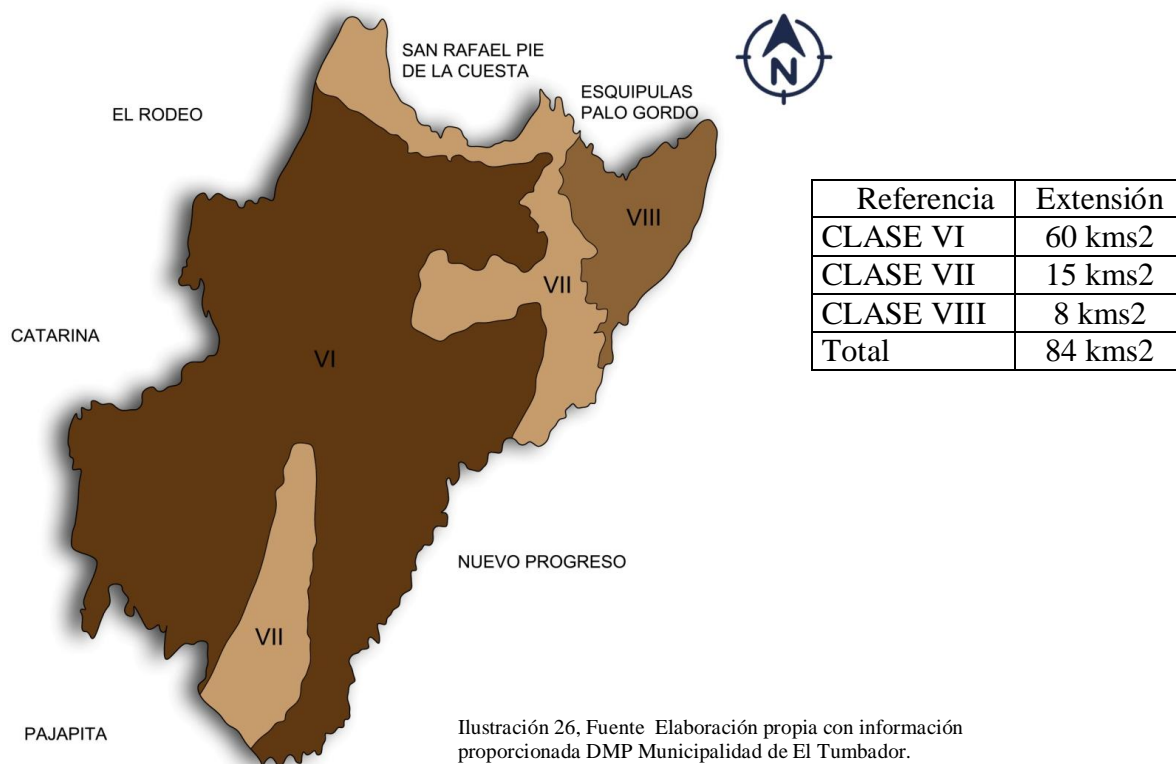 SAN RAFAEL PIE
DE LA CUESTA
N
ESQUIPULAS
PALO GORDO
EL RODEO
VIII
Referencia Extensión
CLASE VI 60 kms2
CLASE VII 15 kms2
CLASE VIII 8 kms2
Total 84 kms2
VII
CATARINA
VI
NUEVO PROGRESO
VII
PAJAPITA
Ilustración 26, Fuente Elaboración propia con información
proporcionada DMP Municipalidad de El Tumbador.